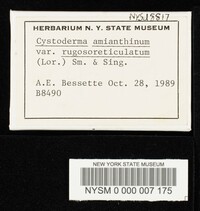 NYSf8817
HERBARIUM N. Y. STATE MUSEUM
Cystoderma amianthinum
var. rugosoreticulatum
(Lor.) Sm. & Sing.
A.E. Bessette Oct. 28, 1989
B8490
NEW YORK STATE MUSEUM
NYSM 0 000 007 175